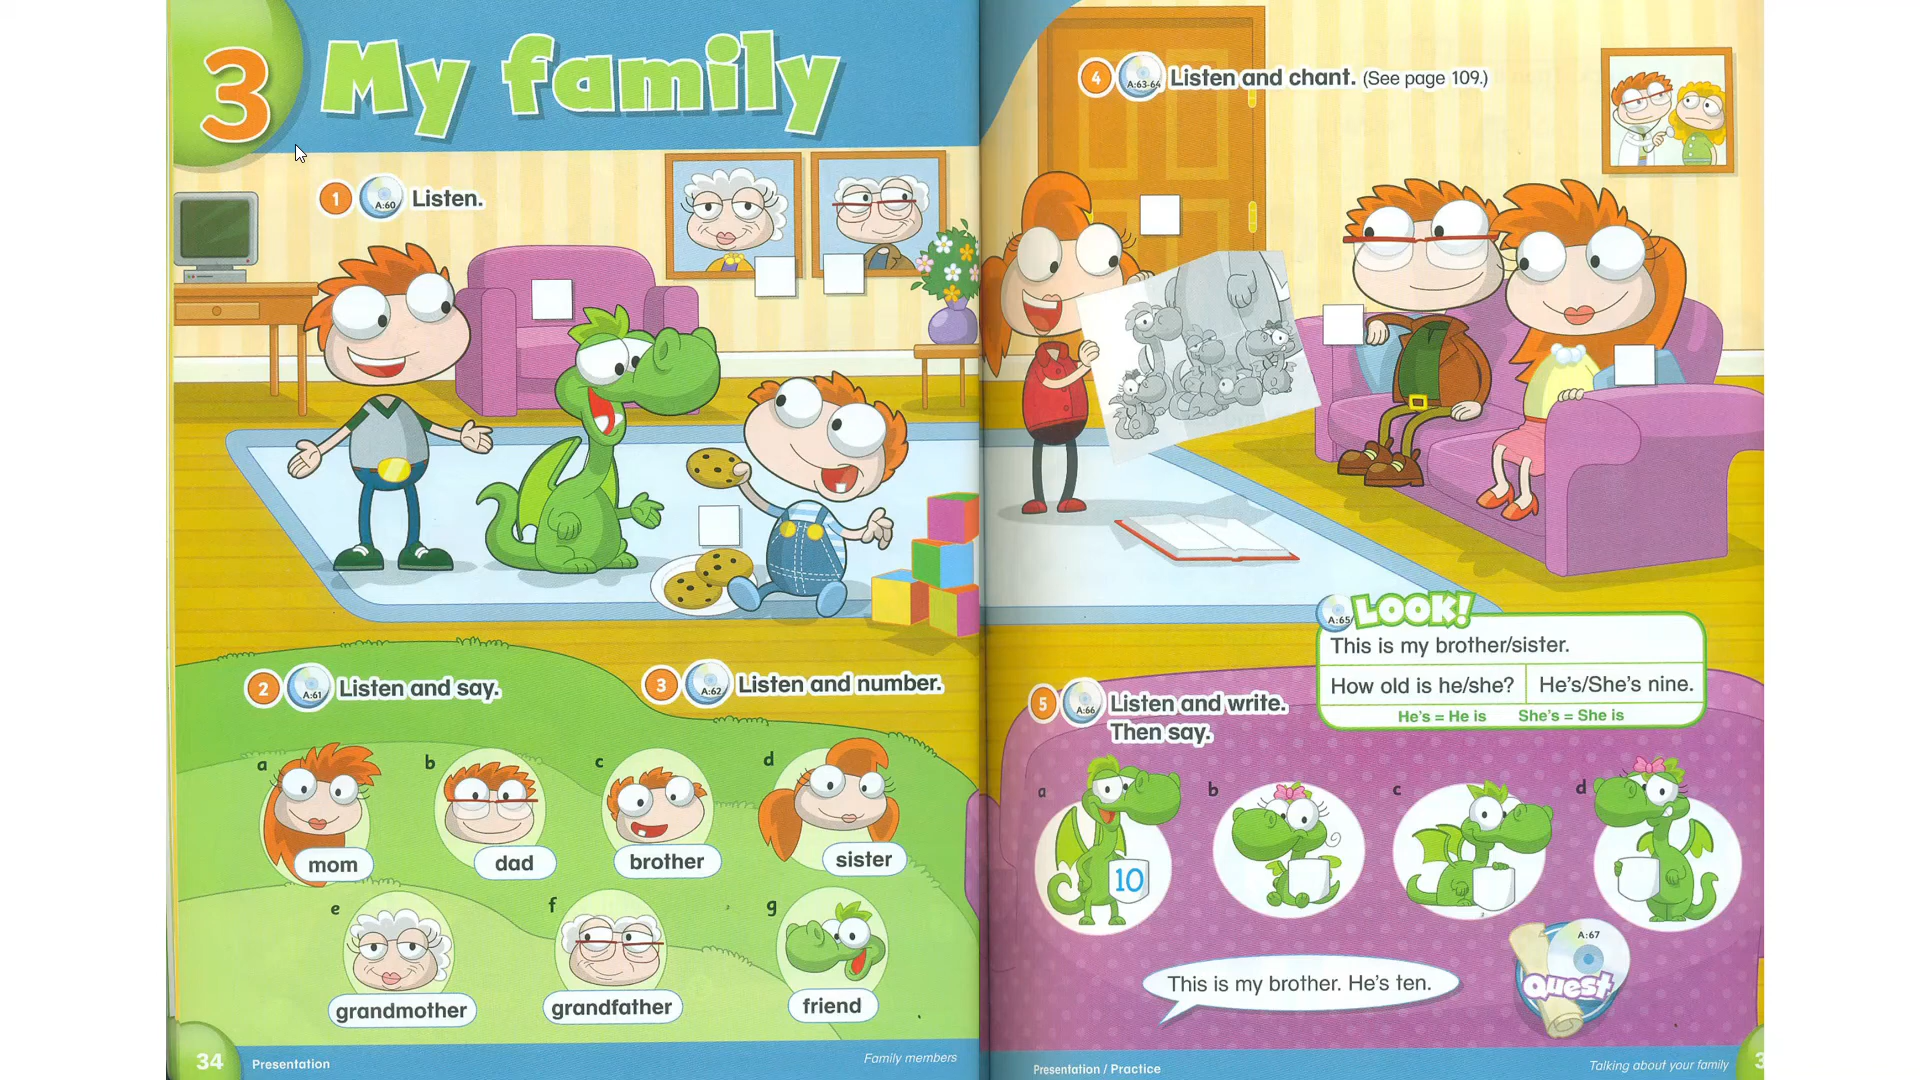 3 My family
1 A:60 Listen.
2 A:61 Listen and say.
3 A:62 Listen and number.
a
mom
b
dad
c
brother
d
sister
e
grandmother
f
grandfather
g
friend
34 Presentation
Family members
4 A:63-64 Listen and chant. (See page 109.)
A:65 LOOK!
This is my brother/sister.
How old is he/she? He's/She's nine.
He's = He is She's = She is
5 A:66 Listen and write.
Then say.
a
10
b
c
d
This is my brother. He's ten.
A:67
Quest
Presentation / Practice
Talking about your family